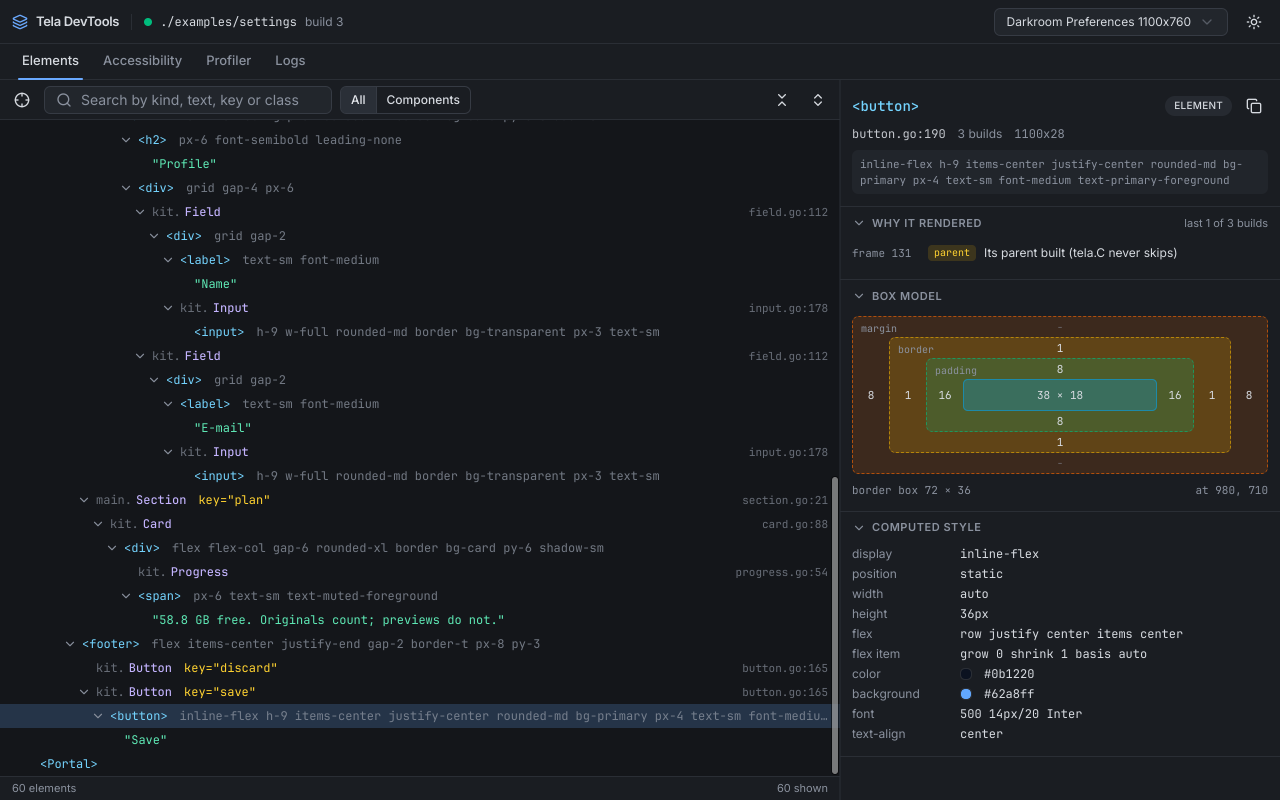 Tela DevTools ./examples/settings build 3 Darkroom Preferences 1100x760
Elements Accessibility Profiler Logs
Search by kind, text, key or class All Components
<h2> px-6 font-semibold leading-none
"Profile"
<div> grid gap-4 px-6
kit.Field field.go:112
<div> grid gap-2
<label> text-sm font-medium
"Name"
kit.Input input.go:178
<input> h-9 w-full rounded-md border bg-transparent px-3 text-sm
kit.Field field.go:112
<div> grid gap-2
<label> text-sm font-medium
"E-mail"
kit.Input input.go:178
<input> h-9 w-full rounded-md border bg-transparent px-3 text-sm
main.Section key="plan" section.go:21
kit.Card card.go:88
<div> flex flex-col gap-6 rounded-xl border bg-card py-6 shadow-sm
kit.Progress progress.go:54
<span> px-6 text-sm text-muted-foreground
"58.8 GB free. Originals count; previews do not."
<footer> flex items-center justify-end gap-2 border-t px-8 py-3
kit.Button key="discard" button.go:165
kit.Button key="save" button.go:165
<button> inline-flex h-9 items-center justify-center rounded-md bg-primary px-4 text-sm font-mediu…
"Save"
<Portal>
60 elements 60 shown
<button> ELEMENT
button.go:190 3 builds 1100x28
inline-flex h-9 items-center justify-center rounded-md bg-
primary px-4 text-sm font-medium text-primary-foreground
WHY IT RENDERED last 1 of 3 builds
frame 131 parent Its parent built (tela.C never skips)
BOX MODEL
margin –
border 1
padding 8
8 1 16 38 × 18 16 1 8
8
1
–
border box 72 × 36 at 980, 710
COMPUTED STYLE
display inline-flex
position static
width auto
height 36px
flex row justify center items center
flex item grow 0 shrink 1 basis auto
color #0b1220
background #62a8ff
font 500 14px/20 Inter
text-align center